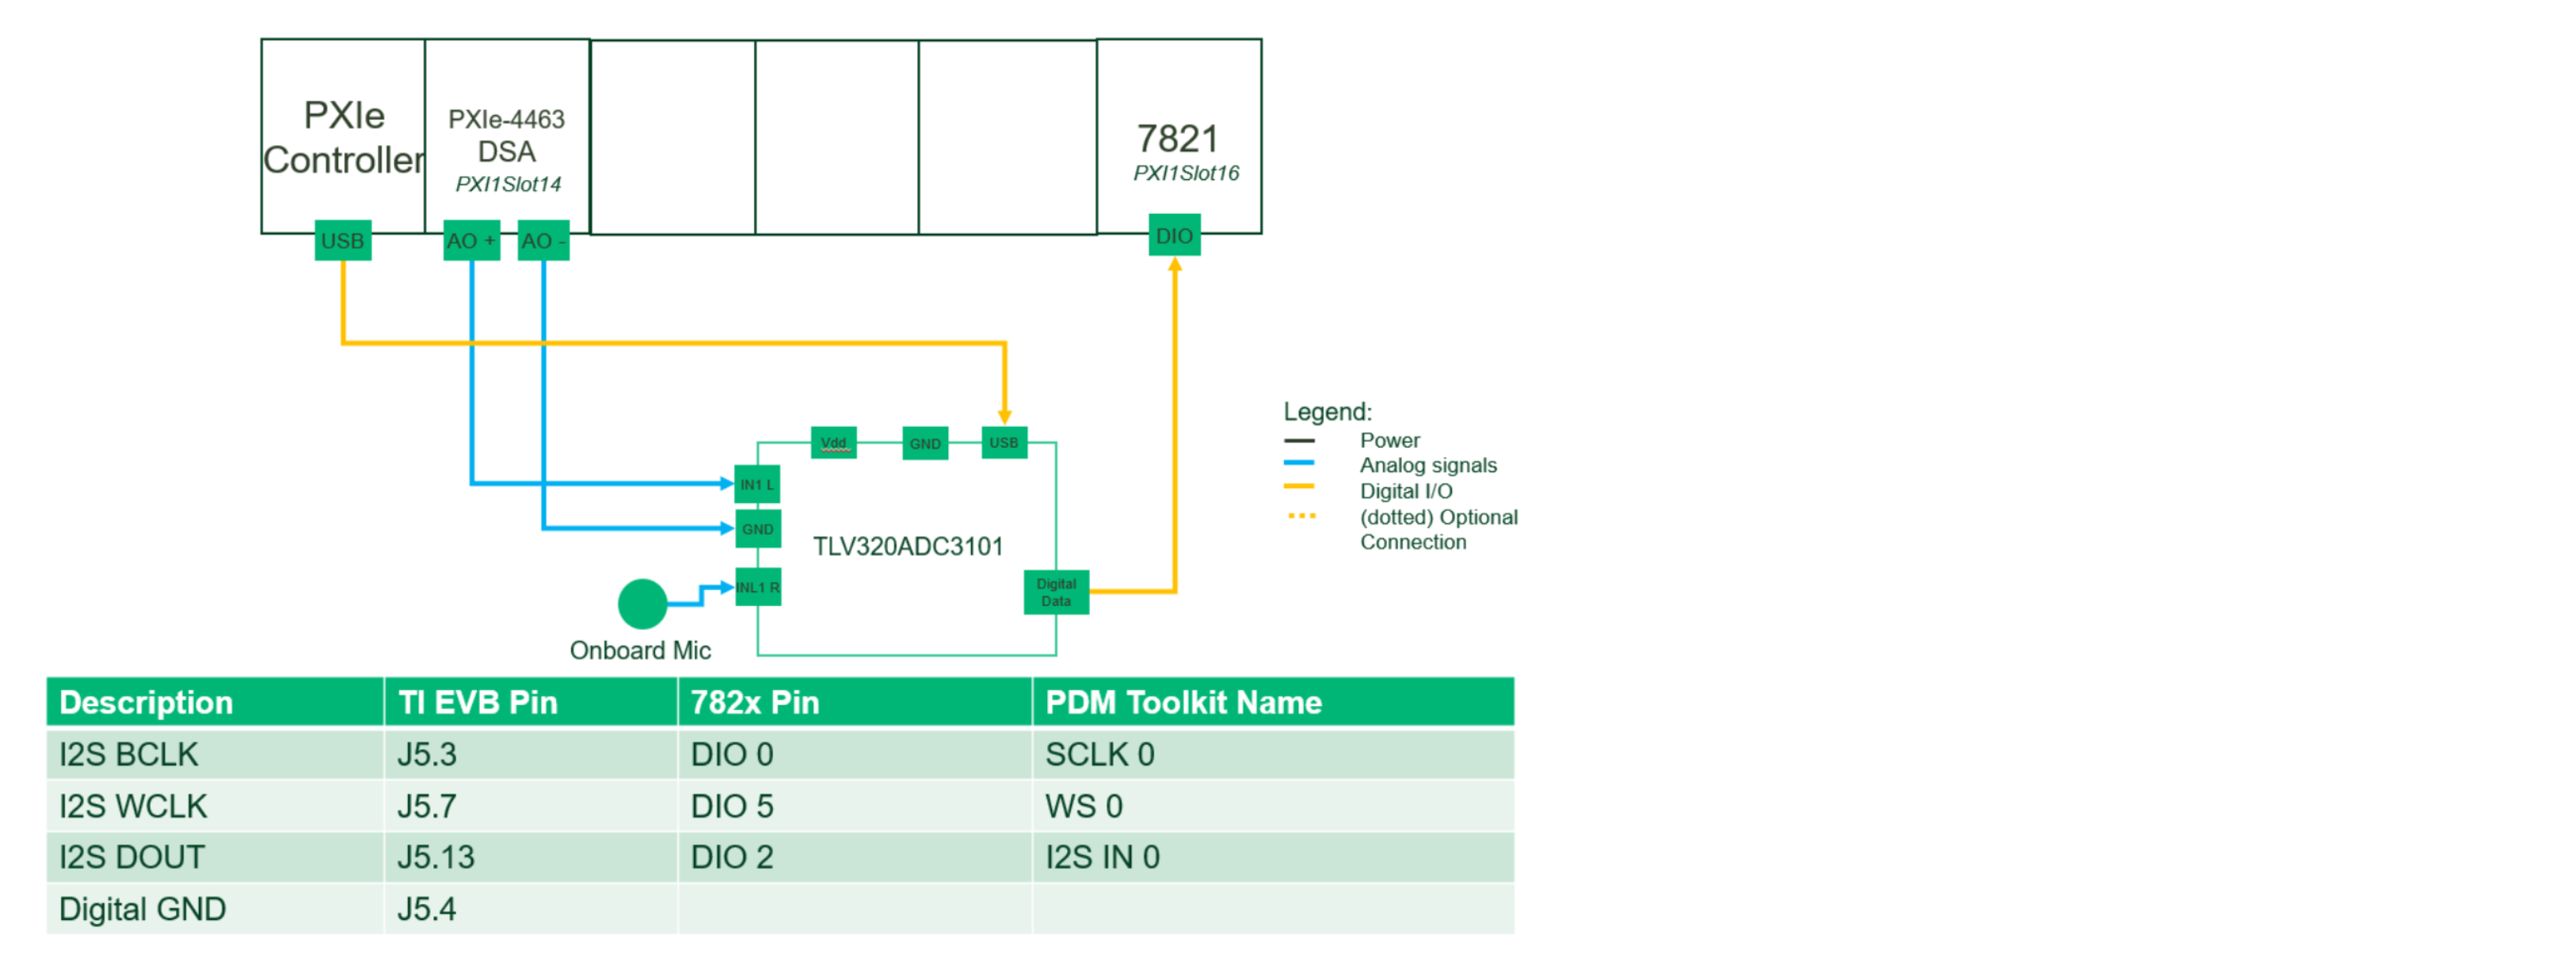 PXIe
Controller
PXIe-4463
DSA
PXI1Slot14
7821
PXI1Slot16
USB
AO +
AO -
DIO
Vdd
GND
USB
IN1 L
GND
INL1 R
TLV320ADC3101
Digital
Data
Onboard Mic
Legend:
Power
Analog signals
Digital I/O
(dotted) Optional
Connection
Description TI EVB Pin 782x Pin PDM Toolkit Name
I2S BCLK J5.3 DIO 0 SCLK 0
I2S WCLK J5.7 DIO 5 WS 0
I2S DOUT J5.13 DIO 2 I2S IN 0
Digital GND J5.4